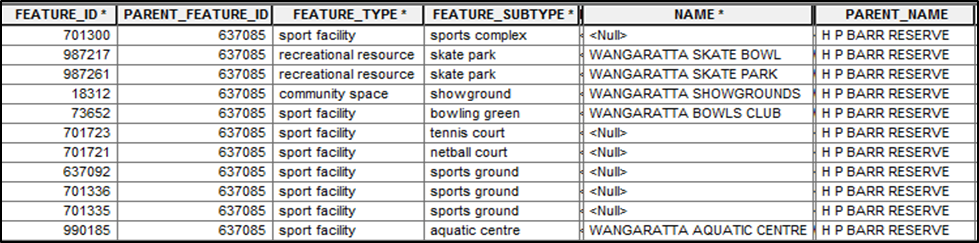 FEATURE_ID * PARENT_FEATURE_ID FEATURE_TYPE * FEATURE_SUBTYPE * NAME * PARENT_NAME
701300 637085 sport facility sports complex <Null> H P BARR RESERVE
987217 637085 recreational resource skate park WANGARATTA SKATE BOWL H P BARR RESERVE
987261 637085 recreational resource skate park WANGARATTA SKATE PARK H P BARR RESERVE
18312 637085 community space showground WANGARATTA SHOWGROUNDS H P BARR RESERVE
73652 637085 sport facility bowling green WANGARATTA BOWLS CLUB H P BARR RESERVE
701723 637085 sport facility tennis court <Null> H P BARR RESERVE
701721 637085 sport facility netball court <Null> H P BARR RESERVE
637092 637085 sport facility sports ground <Null> H P BARR RESERVE
701336 637085 sport facility sports ground <Null> H P BARR RESERVE
701335 637085 sport facility sports ground <Null> H P BARR RESERVE
990185 637085 sport facility aquatic centre WANGARATTA AQUATIC CENTRE H P BARR RESERVE